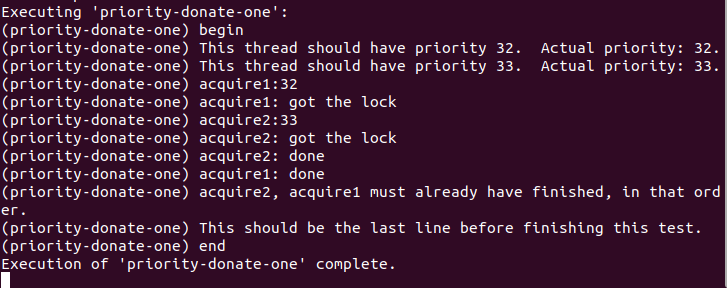 Executing 'priority-donate-one':
(priority-donate-one) begin
(priority-donate-one) This thread should have priority 32.  Actual priority: 32.
(priority-donate-one) This thread should have priority 33.  Actual priority: 33.
(priority-donate-one) acquire1:32
(priority-donate-one) acquire1: got the lock
(priority-donate-one) acquire2:33
(priority-donate-one) acquire2: got the lock
(priority-donate-one) acquire2: done
(priority-donate-one) acquire1: done
(priority-donate-one) acquire2, acquire1 must already have finished, in that ord
er.
(priority-donate-one) This should be the last line before finishing this test.
(priority-donate-one) end
Execution of 'priority-donate-one' complete.